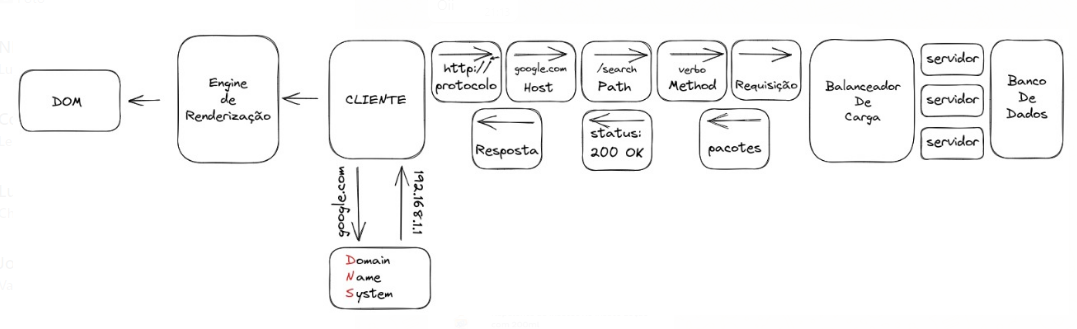 DOM
Engine
de
Renderização
CLIENTE
http://
protocolo
google.com
Host
/search
Path
verbo
Method
Requisição
Resposta
status:
200 OK
pacotes
Balanceador
De
Carga
servidor
servidor
servidor
Banco
De
Dados
google.com
192.168.1.1
Domain
Name
System